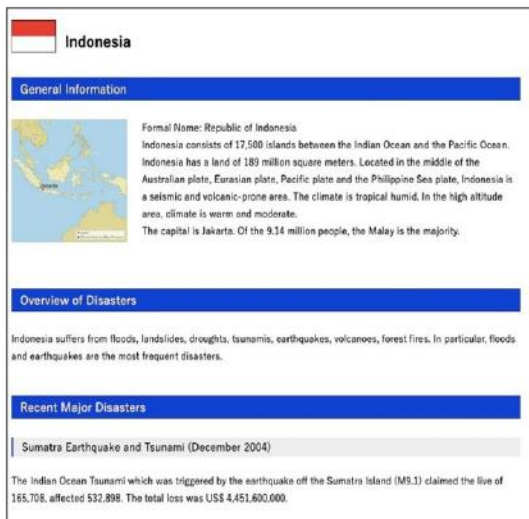 Indonesia
General Information
Formal Name: Republic of Indonesia
Indonesia consists of 17,500 islands between the Indian Ocean and the Pacific Ocean.
Indonesia has a land of 189 million square meters. Located in the middle of the
Australian plate, Eurasian plate, Pacific plate and the Philippine Sea plate, Indonesia is
a seismic and volcanic-prone area. The climate is tropical humid. In the high altitude
area, climate is warm and moderate.
The capital is Jakarta. Of the 9.14 million people, the Malay is the majority.
Jakarta
Overview of Disasters
Indonesia suffers from floods, landslides, droughts, tsunamis, earthquakes, volcanoes, forest fires. In particular, floods
and earthquakes are the most frequent disasters.
Recent Major Disasters
Sumatra Earthquake and Tsunami (December 2004)
The Indian Ocean Tsunami which was triggered by the earthquake off the Sumatra Island (M9.1) claimed the live of
165,708, affected 532,898. The total loss was US$ 4,451,600,000.